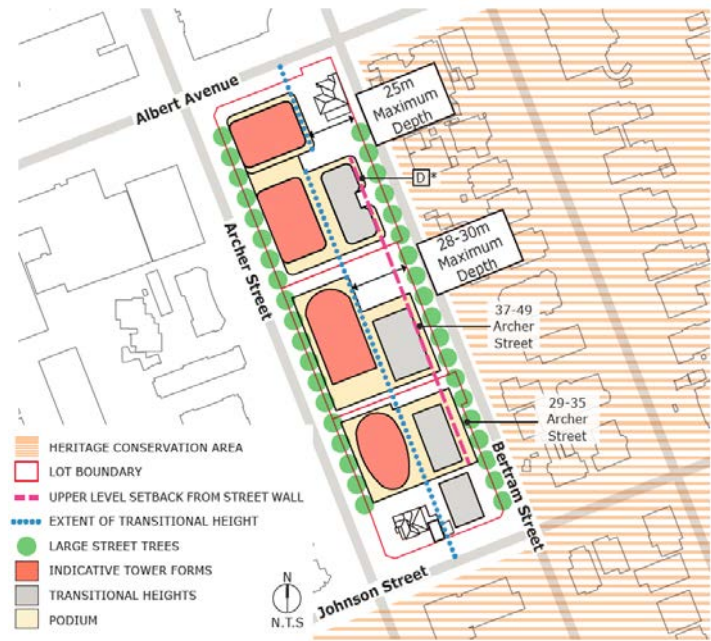 Albert Avenue
25m
Maximum
Depth
D*
Archer Street
28-30m
Maximum
Depth
37-49
Archer
Street
29-35
Archer
Street
Bertram Street
HERITAGE CONSERVATION AREA
LOT BOUNDARY
UPPER LEVEL SETBACK FROM STREET WALL
EXTENT OF TRANSITIONAL HEIGHT
LARGE STREET TREES
INDICATIVE TOWER FORMS
TRANSITIONAL HEIGHTS
PODIUM
N
N.T.S
Johnson Street